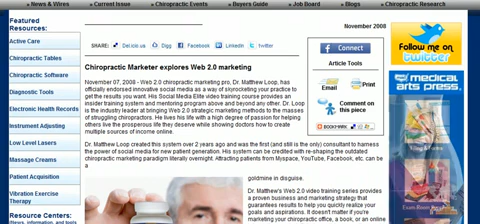 » News & Wires » Current Issue » Chiropractic Events » Buyers Guide » Job Board » Blogs » Chiropractic Research
Featured
Resources:
Active Care
Chiropractic Tables
Chiropractic Software
Diagnostic Tools
Electronic Health Records
Instrument Adjusting
Low Level Lasers
Massage Creams
Patient Acquisition
Vibration Exercise
Therapy
Resource Centers:
News, information, and tools
November 2008
SHARE: Del.icio.us Digg Facebook LinkedIn Twitter
Chiropractic Marketer explores Web 2.0 marketing
November 07, 2008 - Web 2.0 chiropractic marketing pro, Dr. Matthew Loop, has
officially endorsed innovative social media as a way of skyrocketing your practice to
get the results you want. His Social Media Elite video training course provides an
insider training system and mentoring program above and beyond any other. Dr. Loop
is the industry leader at bringing Web 2.0 strategic marketing methods to the masses
of struggling chiropractors. He lives his life with a high degree of passion for helping
others live the prosperous life they deserve while showing doctors how to create
multiple sources of income online.
Dr. Matthew Loop created this system over 2 years ago and was the first (and still is the only) consultant to harness
the power of social media for new patient generation. His system can be credited with re-shaping the outdated
chiropractic marketing paradigm literally overnight. Attracting patients from Myspace, YouTube, Facebook, etc. can be
a
goldmine in disguise.
Dr. Matthew's Web 2.0 video training series provides
a proven business and marketing strategy that
guarantees results to help you quickly realize your
goals and aspirations. It doesn't matter if you're
marketing your chiropractic office, a book, or an online
Connect
Article Tools
Email Print
Comment on
this piece
BOOKMARK
Follow me on
twitter
medical
arts press.
Filing & Forms
Exam Room